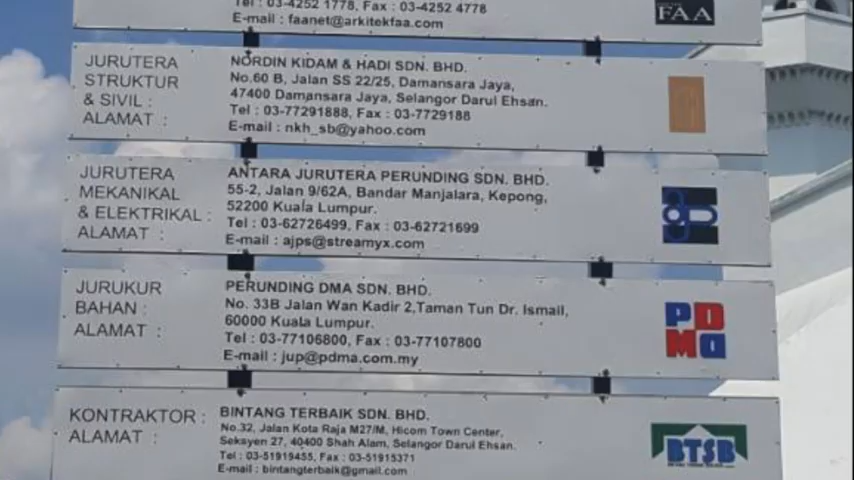 Tel : 03-4252 1778, Fax : 03-4252 4778
E-mail : faanet@arkitekfaa.com
FAA
JURUTERA
STRUKTUR
& SIVIL :
ALAMAT :
NORDIN KIDAM & HADI SDN. BHD.
No.60 B, Jalan SS 22/25, Damansara Jaya,
47400 Damansara Jaya, Selangor Darul Ehsan.
Tel : 03-77291888, Fax : 03-7729188
E-mail : nkh_sb@yahoo.com
JURUTERA
MEKANIKAL
& ELEKTRIKAL :
ALAMAT :
ANTARA JURUTERA PERUNDING SDN. BHD.
55-2, Jalan 9/62A, Bandar Manjalara, Kepong,
52200 Kuala Lumpur.
Tel : 03-62726499, Fax : 03-62721699
E-mail : ajps@streamyx.com
JURUKUR
BAHAN :
ALAMAT :
PERUNDING DMA SDN. BHD.
No. 33B Jalan Wan Kadir 2,Taman Tun Dr. Ismail,
60000 Kuala Lumpur.
Tel : 03-77106800, Fax : 03-77107800
E-mail : jup@pdma.com.my
PD
MA
KONTRAKTOR :
ALAMAT :
BINTANG TERBAIK SDN. BHD.
No.32, Jalan Kota Raja M27/M, Hicom Town Center,
Seksyen 27, 40400 Shah Alam, Selangor Darul Ehsan.
Tel : 03-51919455, Fax : 03-51915371
E-mail : bintangterbaik@gmail.com
BTSB